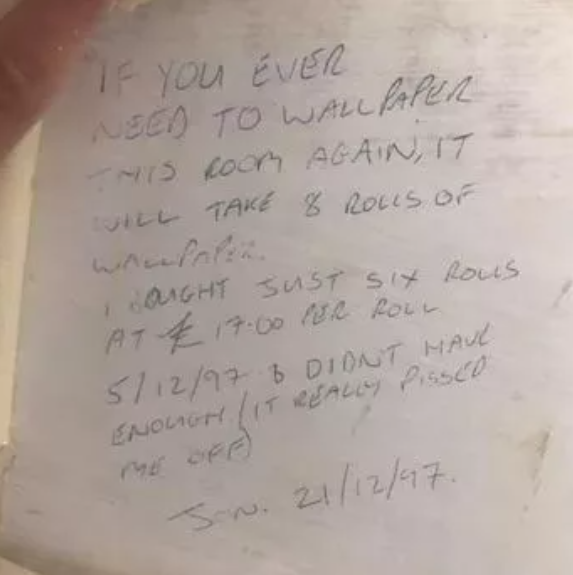 IF YOU EVER
NEED TO WALLPAPER
THIS ROOM AGAIN, IT
WILL TAKE 8 ROLLS OF
WALLPAPER.
I BOUGHT JUST SIX ROLLS
AT £17.00 PER ROLL
5/12/97 & DIDNT HAVE
ENOUGH (IT REALLY PISSED
ME OFF)
J-N. 21/12/97.